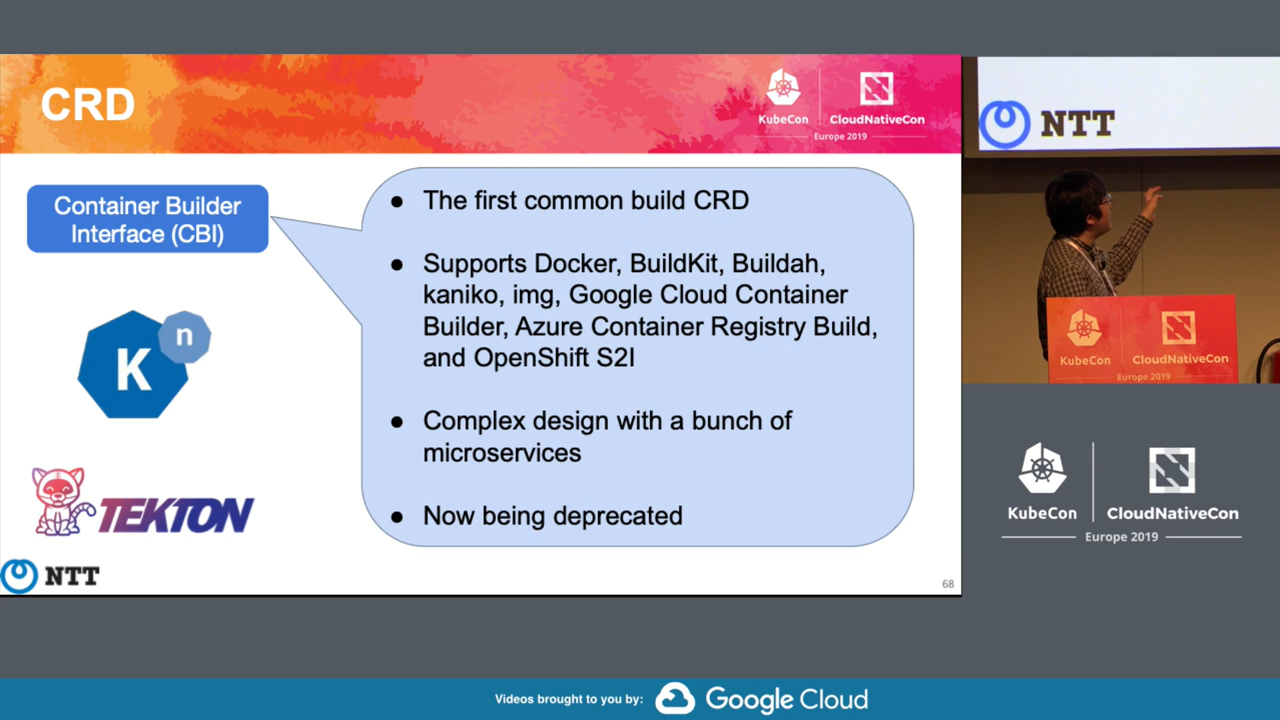 CRD
KubeCon
CloudNativeCon
Europe 2019
Container Builder
Interface (CBI)
● The first common build CRD
● Supports Docker, BuildKit, Buildah,
kaniko, img, Google Cloud Container
Builder, Azure Container Registry Build,
and OpenShift S2I
● Complex design with a bunch of
microservices
● Now being deprecated
K
n
TEKTON
NTT
68
NTT
KubeCon
CloudNativeCon
Europe 2019
KubeCon
CloudNativeCon
Europe 2019
Videos brought to you by:
Google Cloud